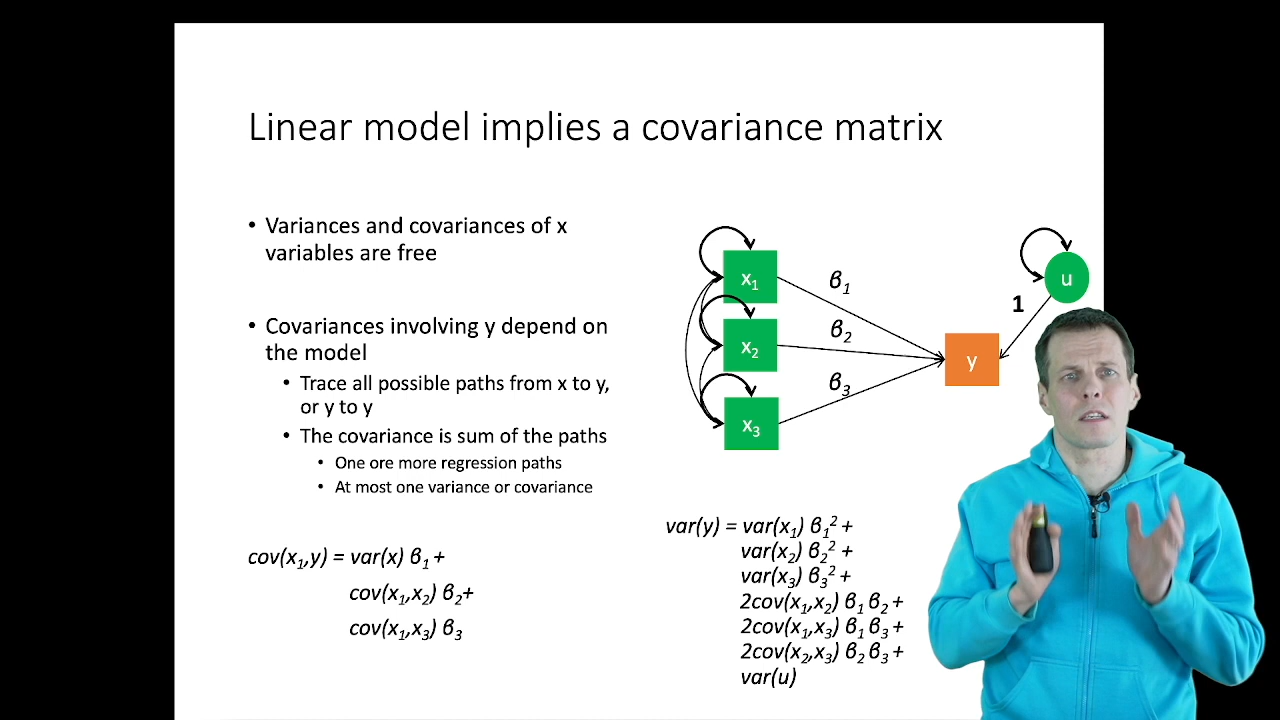 Linear model implies a covariance matrix
• Variances and covariances of x
variables are free
• Covariances involving y depend on
the model
• Trace all possible paths from x to y,
or y to y
• The covariance is sum of the paths
• One ore more regression paths
• At most one variance or covariance
cov(x₁,y) = var(x) β₁ +
cov(x₁,x₂) β₂+
cov(x₁,x₃) β₃
x₁
x₂
x₃
β₁
β₂
β₃
y
u
1
var(y) = var(x₁) β₁² +
var(x₂) β₂² +
var(x₃) β₃² +
2cov(x₁,x₂) β₁ β₂ +
2cov(x₁,x₃) β₁ β₃ +
2cov(x₂,x₃) β₂ β₃ +
var(u)